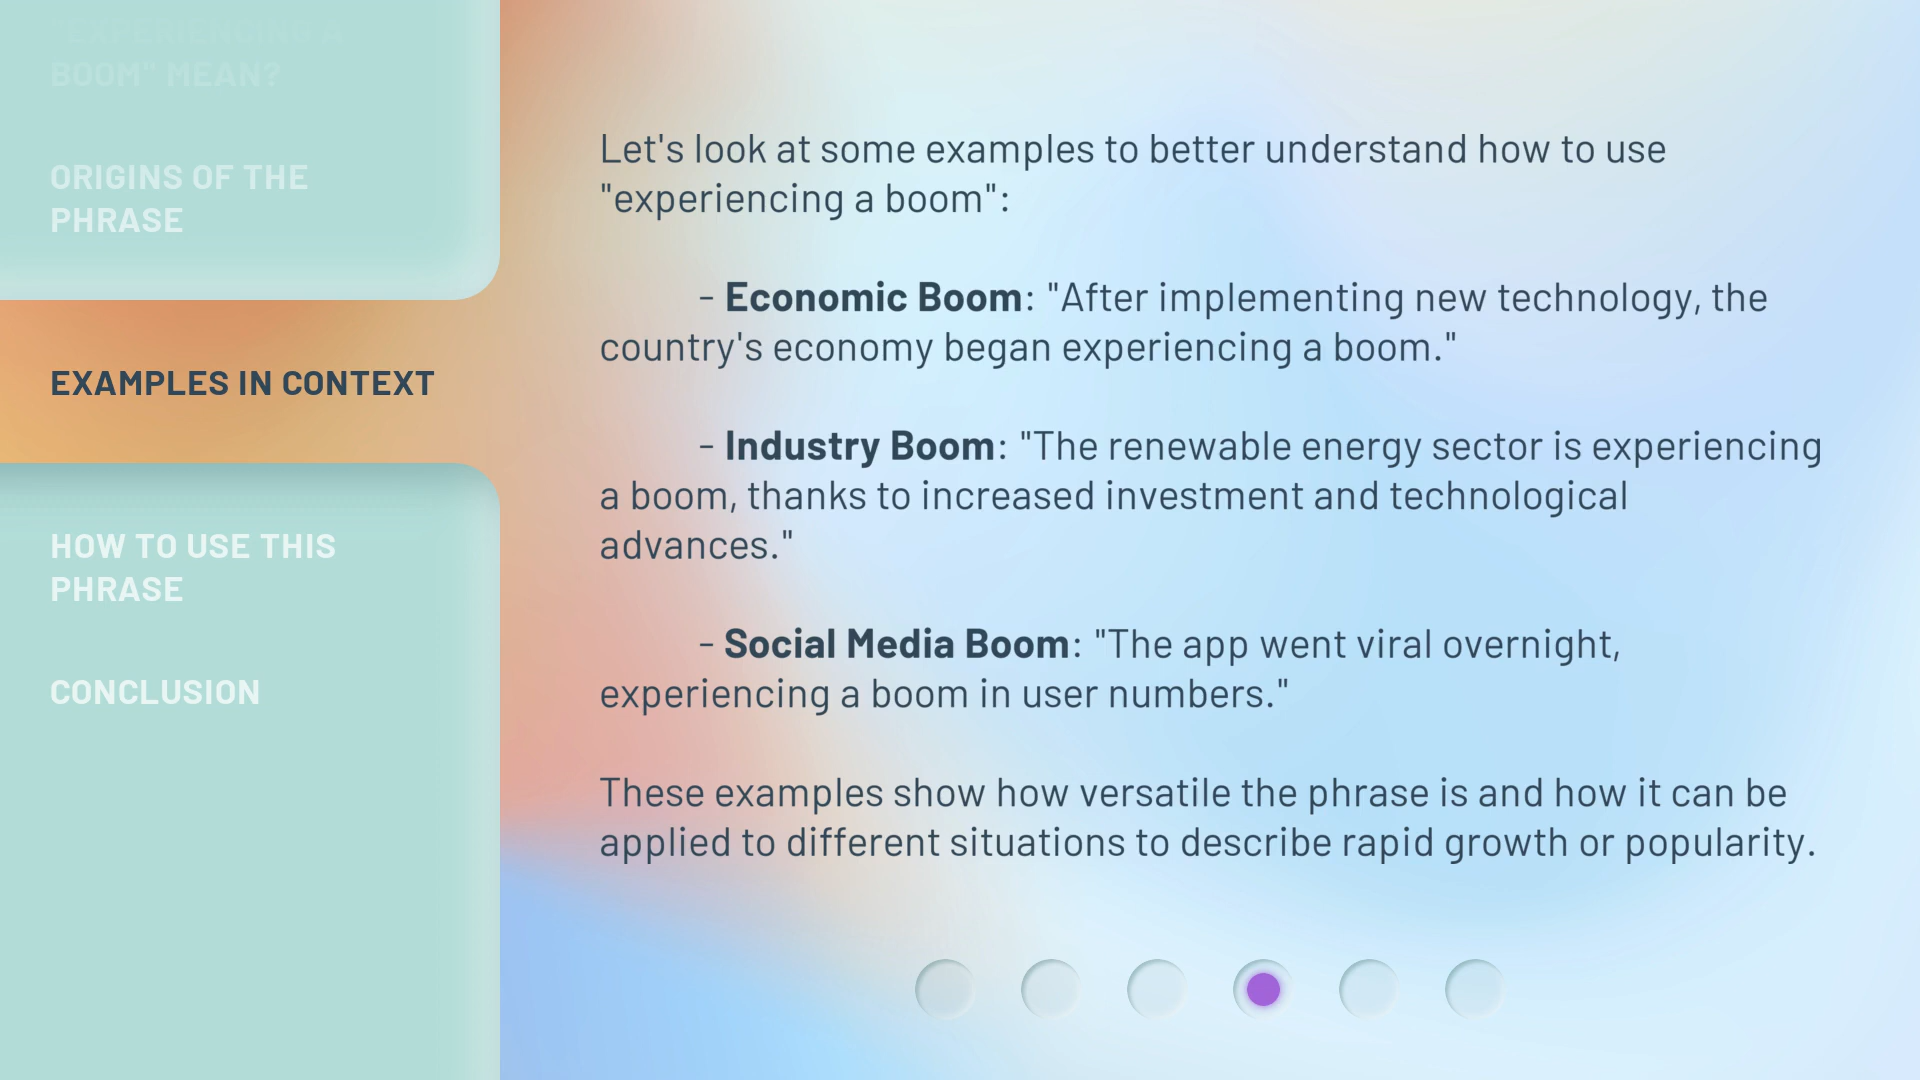 "EXPERIENCING A
BOOM" MEAN?
ORIGINS OF THE
PHRASE
EXAMPLES IN CONTEXT
HOW TO USE THIS
PHRASE
CONCLUSION
Let's look at some examples to better understand how to use
"experiencing a boom":
- Economic Boom: "After implementing new technology, the
country's economy began experiencing a boom."
- Industry Boom: "The renewable energy sector is experiencing
a boom, thanks to increased investment and technological
advances."
- Social Media Boom: "The app went viral overnight,
experiencing a boom in user numbers."
These examples show how versatile the phrase is and how it can be
applied to different situations to describe rapid growth or popularity.